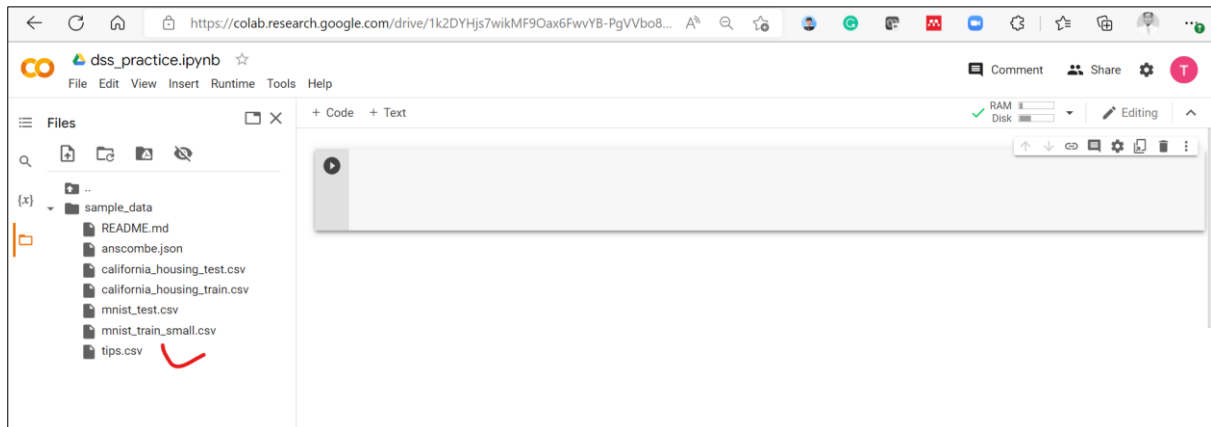 https://colab.research.google.com/drive/1k2DYHjs7wikMF9Oax6FwvYB-PgVVbo8...
dss_practice.ipynb
File Edit View Insert Runtime Tools Help
Comment Share T
Files
+ Code + Text
RAM
Disk
Editing
..
{x}
sample_data
README.md
anscombe.json
california_housing_test.csv
california_housing_train.csv
mnist_test.csv
mnist_train_small.csv
tips.csv